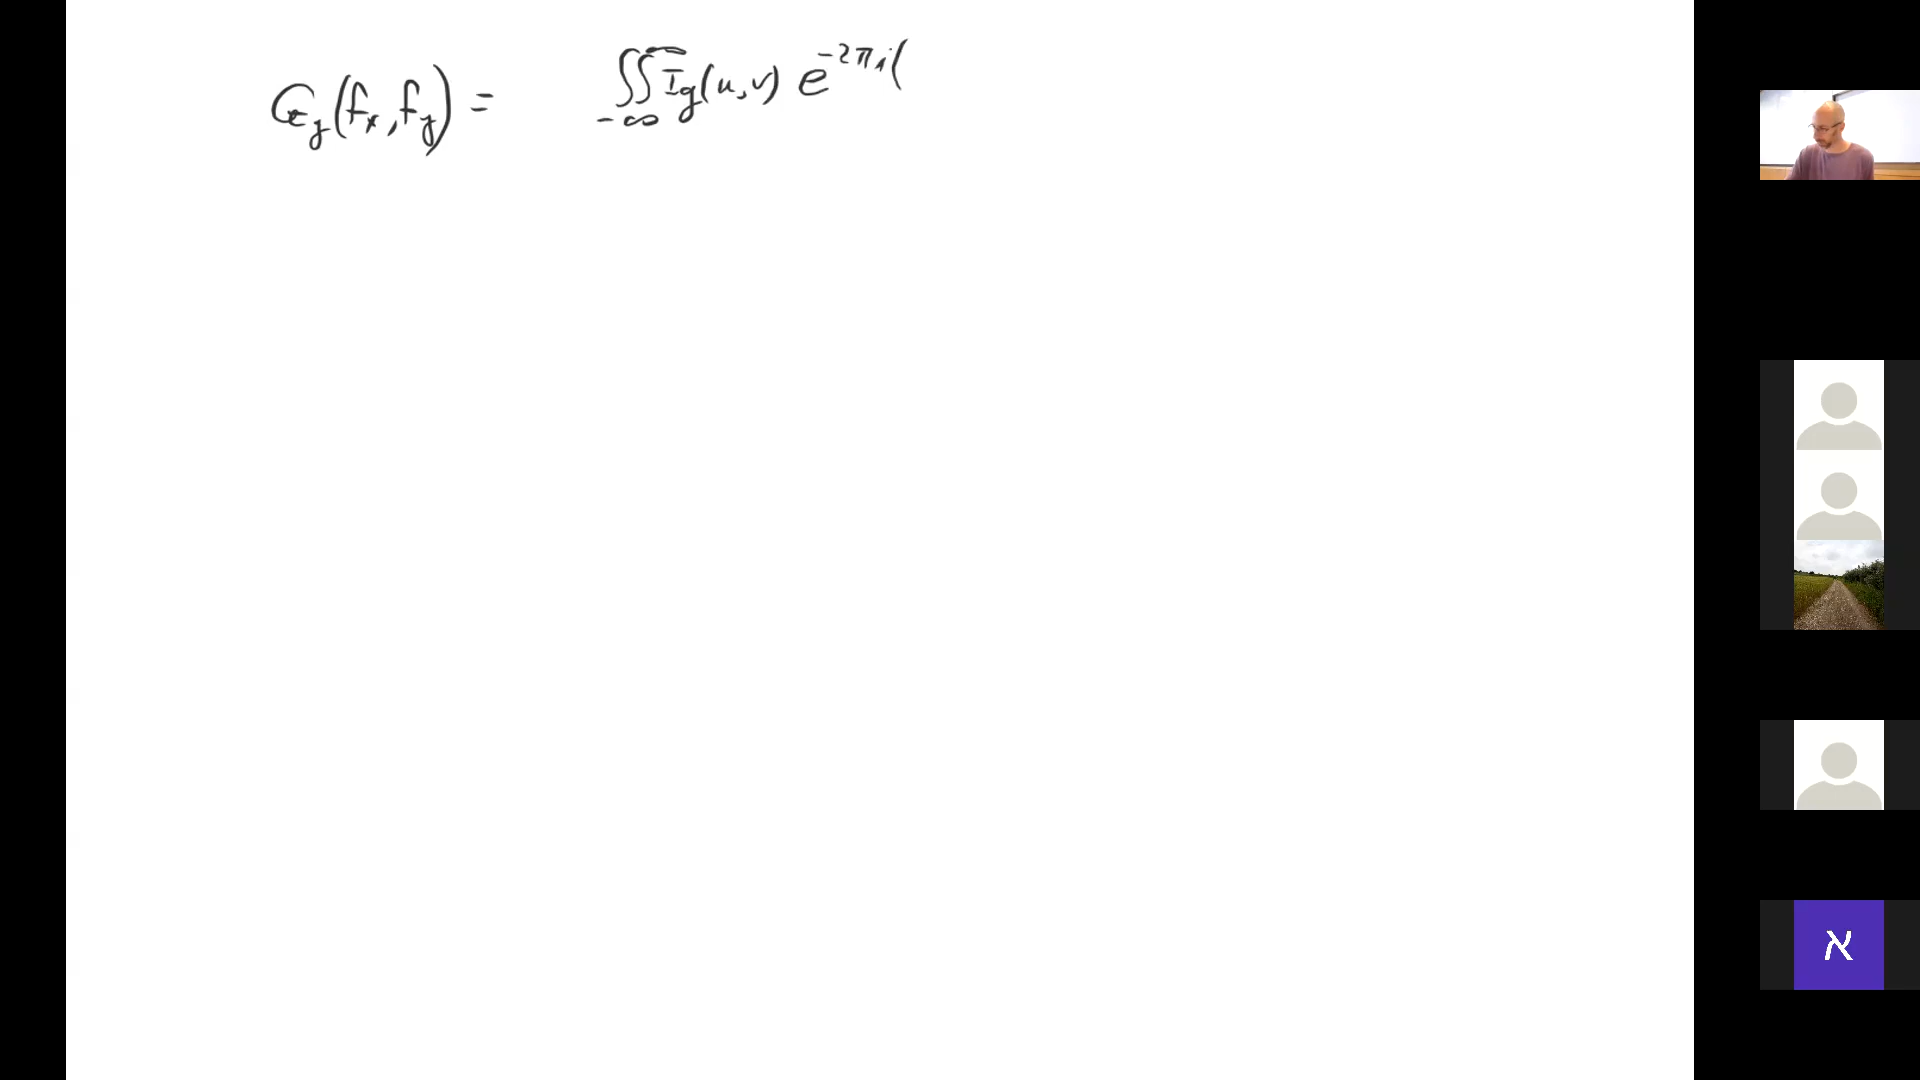 G_g(f_x, f_y) = ∬_{-∞}^{∞} I_g(u,v) e^{-2πi(
א